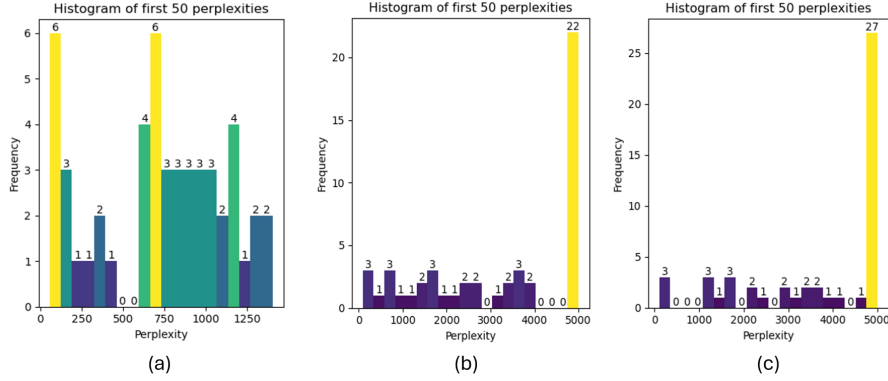 Histogram of first 50 perplexities
6 3 1 1 2 1 0 0 4 6 3 3 3 3 3 2 4 1 2 2
Frequency
6
5
4
3
2
1
0
0 250 500 750 1000 1250
Perplexity
(a)
Histogram of first 50 perplexities
3 1 3 1 1 2 3 1 1 2 2 0 1 2 3 2 0 0 0 22
Frequency
20
15
10
5
0
0 1000 2000 3000 4000 5000
Perplexity
(b)
Histogram of first 50 perplexities
3 0 0 0 3 1 3 0 2 1 0 2 1 2 2 1 1 0 1 27
Frequency
25
20
15
10
5
0
0 1000 2000 3000 4000 5000
Perplexity
(c)